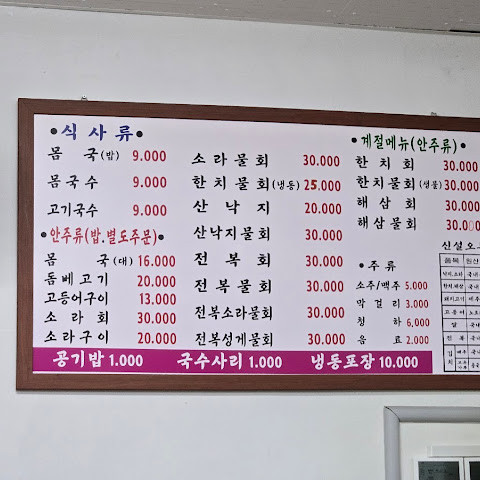 ●식사류●
몸 국(밥) 9.000
몸국수 9.000
고기국수 9.000
●안주류(밥.별도주문)●
몸 국(대) 16.000
돔베고기 20.000
고등어구이 13.000
소라회 30.000
소라구이 20.000
소라물회 30.000
한치물회(냉동) 25.000
산낙지 20.000
산낙지물회 30.000
전복회 30.000
전복물회 30.000
전복소라물회 30.000
전복성게물회 30.000
●계절메뉴(안주류)●
한치회 30.000
한치물회(생물) 30.000
해삼회 30.000
해삼물회 30.000
●주류●
소주/맥주 5.000
막걸리 3.000
청하 6,000
음료 2.000
신설오
품목 원산
공기밥 1.000 국수사리 1.000 냉동포장 10.000